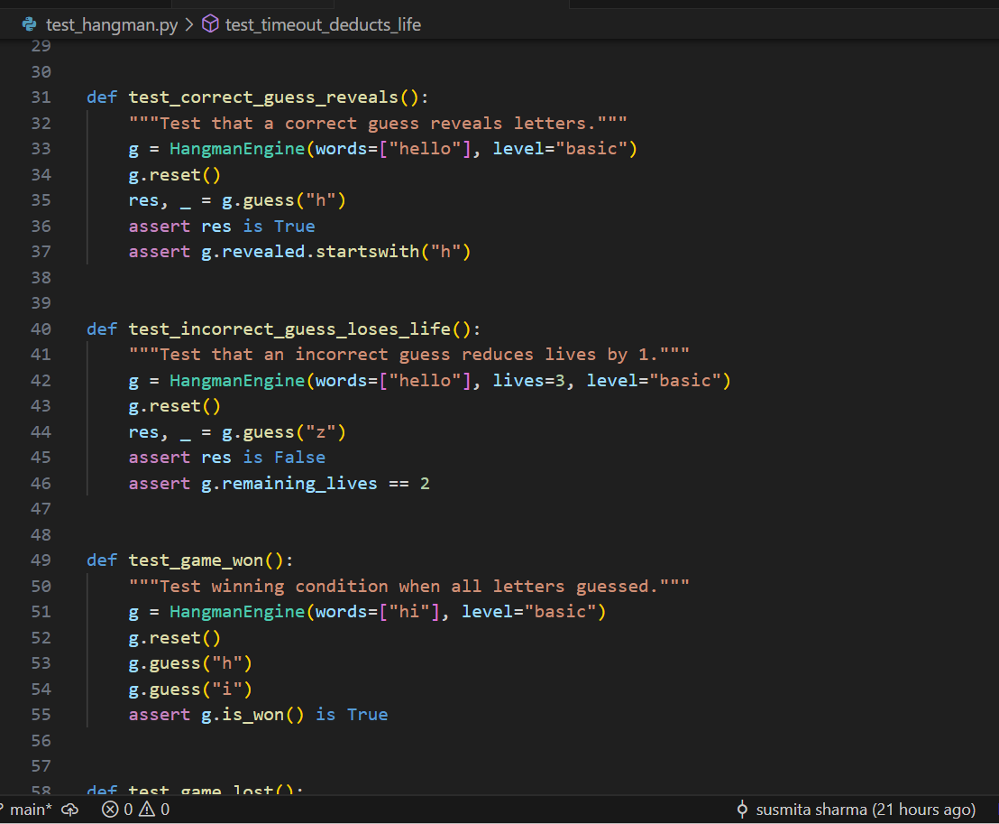 test_hangman.py > test_timeout_deducts_life
29
30
31 def test_correct_guess_reveals():
32     """Test that a correct guess reveals letters."""
33     g = HangmanEngine(words=["hello"], level="basic")
34     g.reset()
35     res, _ = g.guess("h")
36     assert res is True
37     assert g.revealed.startswith("h")
38
39
40 def test_incorrect_guess_loses_life():
41     """Test that an incorrect guess reduces lives by 1."""
42     g = HangmanEngine(words=["hello"], lives=3, level="basic")
43     g.reset()
44     res, _ = g.guess("z")
45     assert res is False
46     assert g.remaining_lives == 2
47
48
49 def test_game_won():
50     """Test winning condition when all letters guessed."""
51     g = HangmanEngine(words=["hi"], level="basic")
52     g.reset()
53     g.guess("h")
54     g.guess("i")
55     assert g.is_won() is True
56
57
58 def test_game_lost():
main* 0 0 susmita sharma (21 hours ago)